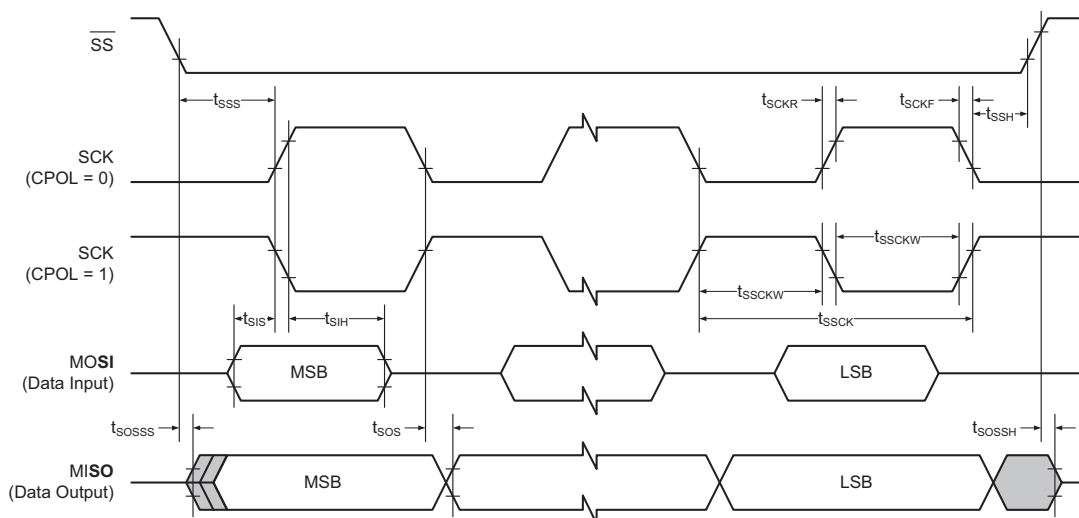 SS
tSSS
tSCKR
tSCKF
tSSH
SCK
(CPOL = 0)
SCK
(CPOL = 1)
tSSCKW
tSSCKW
tSSCK
tSIS
tSIH
MOSI
(Data Input)
MSB
LSB
tSOSSS
tSOS
tSOSSH
MISO
(Data Output)
MSB
LSB